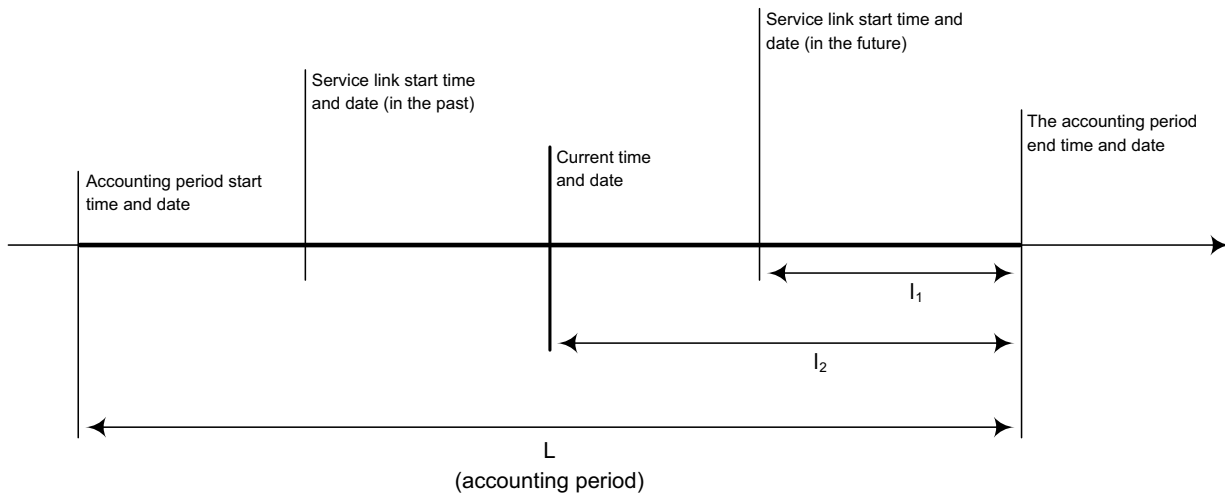 Service link start time and
date (in the future)
Service link start time
and date (in the past)
The accounting period
end time and date
Current time
and date
Accounting period start
time and date
I₁
I₂
L
(accounting period)